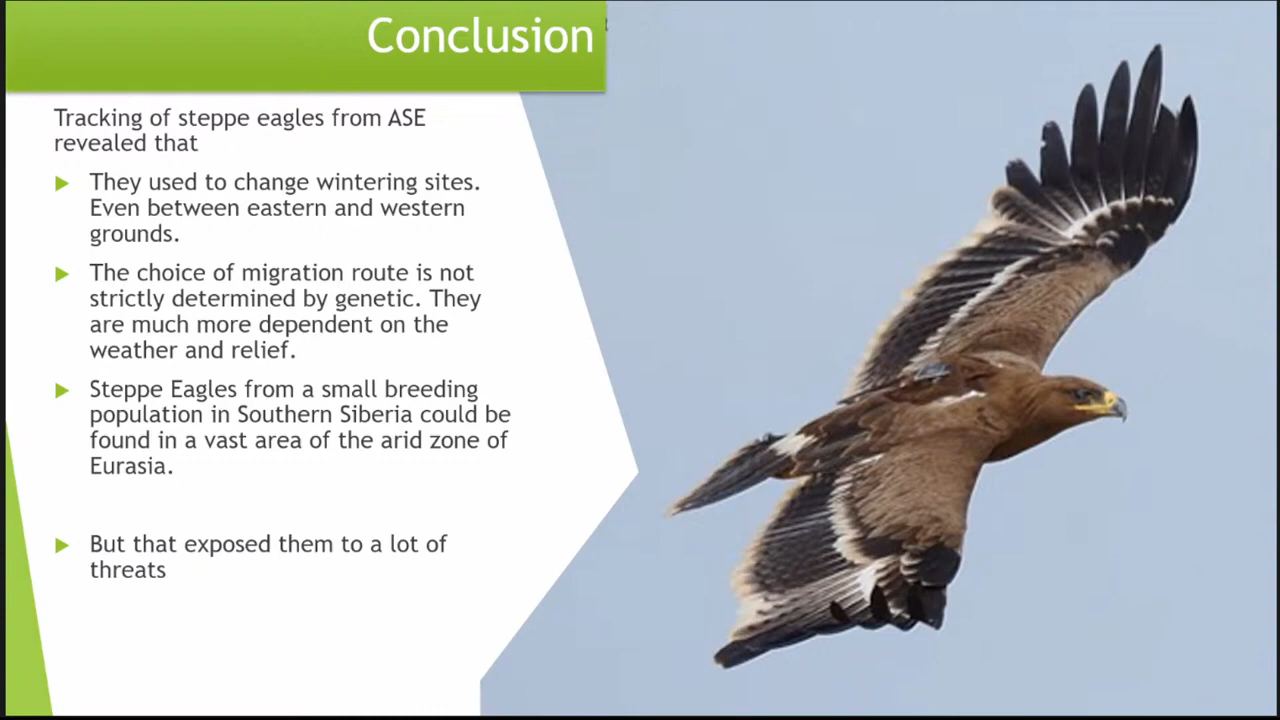 Conclusion
Tracking of steppe eagles from ASE
revealed that
They used to change wintering sites.
Even between eastern and western
grounds.
The choice of migration route is not
strictly determined by genetic. They
are much more dependent on the
weather and relief.
Steppe Eagles from a small breeding
population in Southern Siberia could be
found in a vast area of the arid zone of
Eurasia.
But that exposed them to a lot of
threats